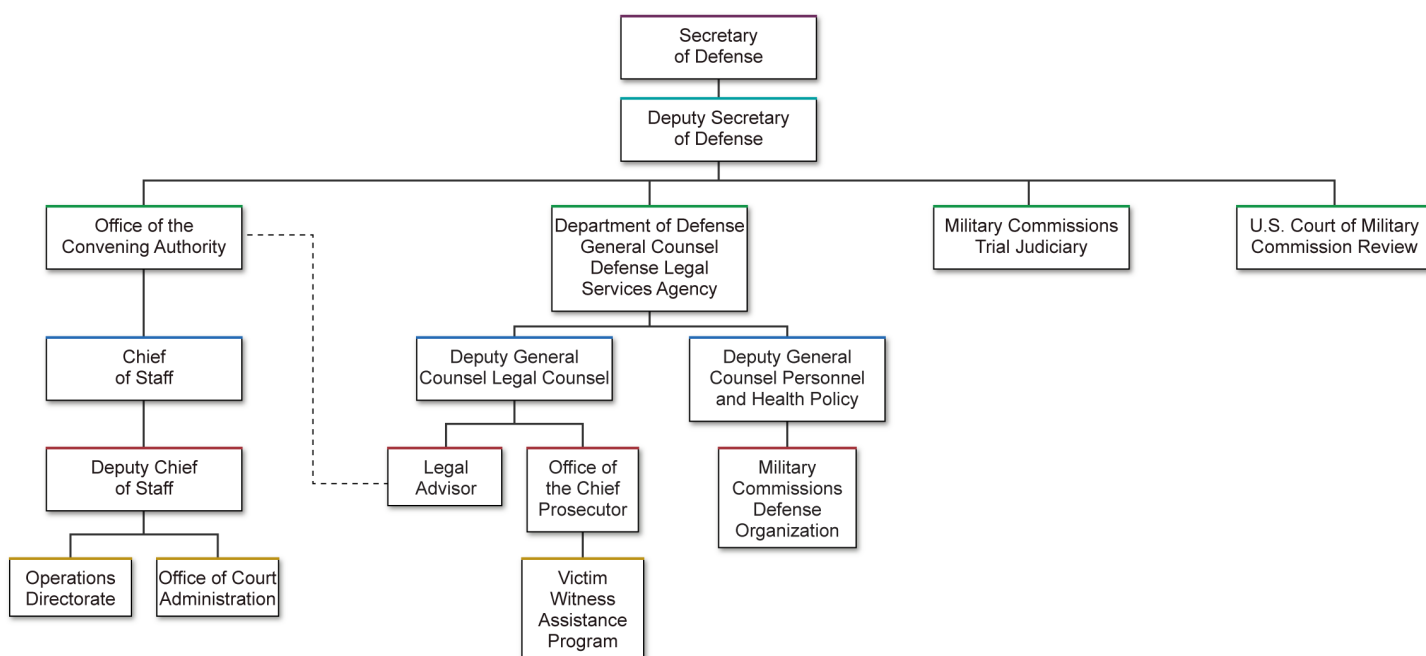 Secretary
of Defense
Deputy Secretary
of Defense
Office of the
Convening Authority
Department of Defense
General Counsel
Defense Legal
Services Agency
Military Commissions
Trial Judiciary
U.S. Court of Military
Commission Review
Chief
of Staff
Deputy General
Counsel Legal Counsel
Deputy General
Counsel Personnel
and Health Policy
Deputy Chief
of Staff
Legal
Advisor
Office of
the Chief
Prosecutor
Military
Commissions
Defense
Organization
Operations
Directorate
Office of Court
Administration
Victim
Witness
Assistance
Program